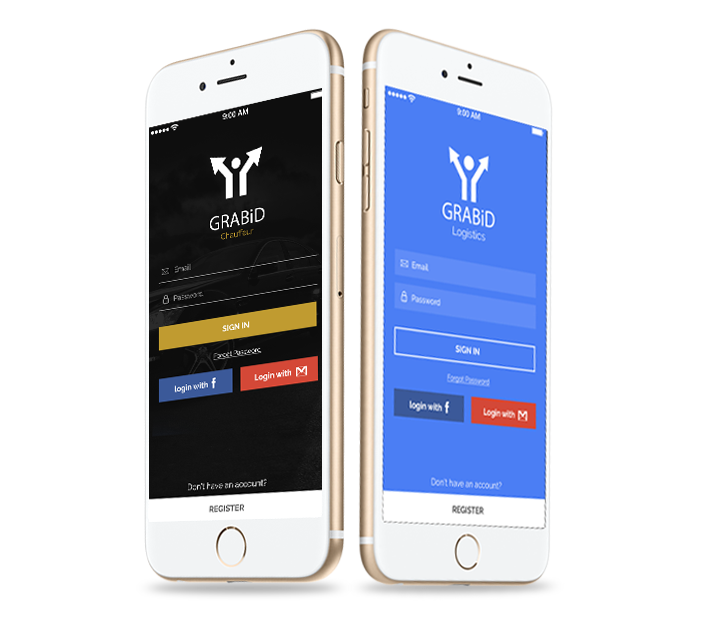 9:00 AM
GRABiD
Chauffeur
Email
Password
SIGN IN
Forgot Password
login with f
Login with M
Don't have an account?
REGISTER
9:00 AM
GRABiD
Logistics
Email
Password
SIGN IN
Forgot Password
login with f
Login with M
Don't have an account?
REGISTER